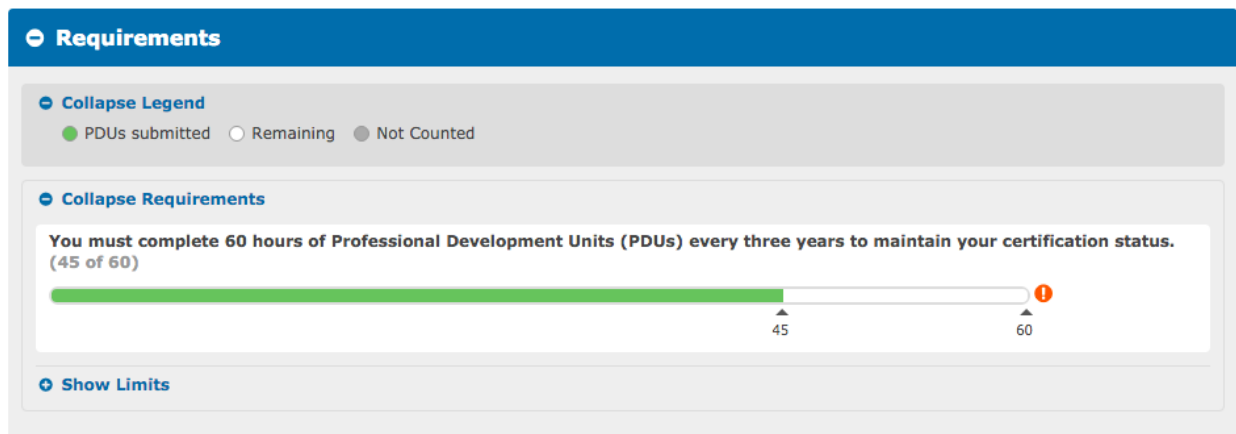 Requirements
Collapse Legend
PDUs submitted Remaining Not Counted
Collapse Requirements
You must complete 60 hours of Professional Development Units (PDUs) every three years to maintain your certification status.
(45 of 60)
45 60
Show Limits